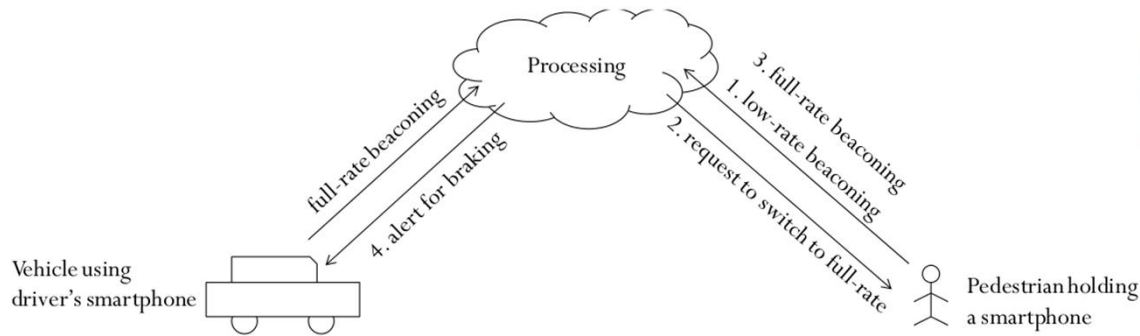 Processing
full-rate beaconing
4. alert for braking
3. full-rate beaconing
1. low-rate beaconing
2. request to switch to full-rate
Vehicle using
driver's smartphone
Pedestrian holding
a smartphone